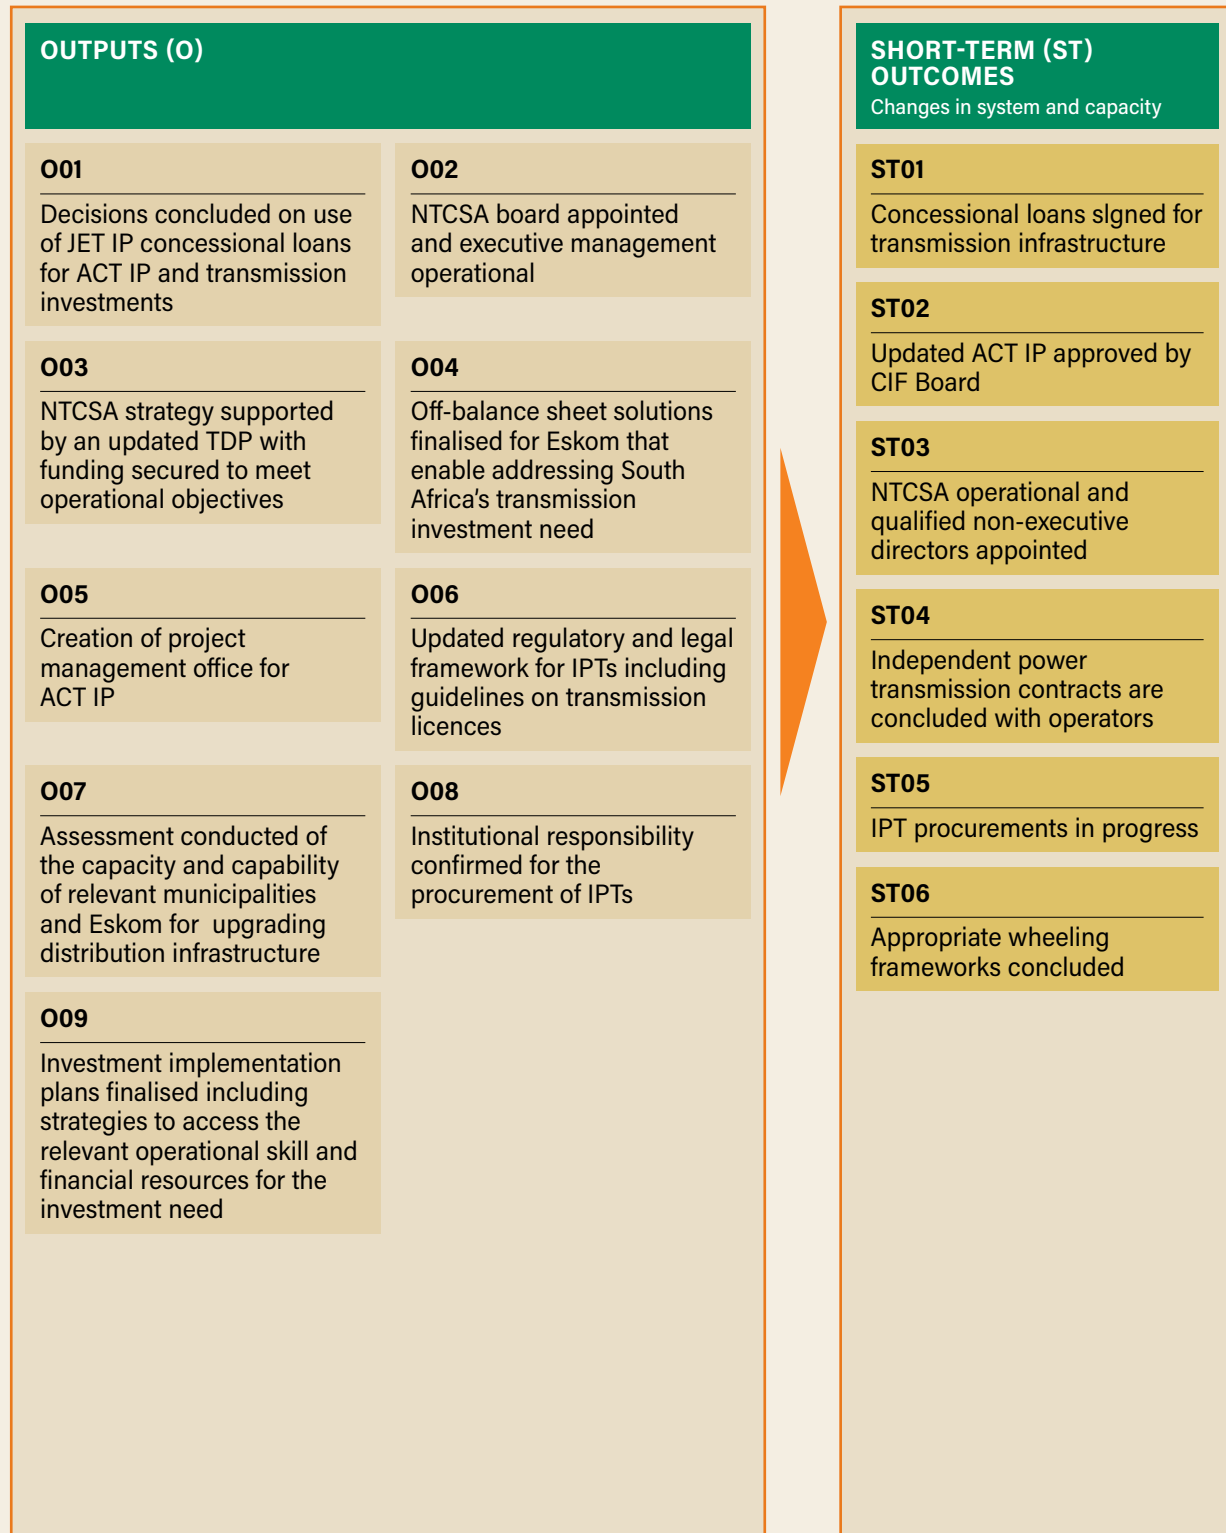 OUTPUTS (O)
O01
Decisions concluded on use
of JET IP concessional loans
for ACT IP and transmission
investments
O02
NTCSA board appointed
and executive management
operational
O03
NTCSA strategy supported
by an updated TDP with
funding secured to meet
operational objectives
O04
Off-balance sheet solutions
finalised for Eskom that
enable addressing South
Africa’s transmission
investment need
O05
Creation of project
management office for
ACT IP
O06
Updated regulatory and legal
framework for IPTs including
guidelines on transmission
licences
O07
Assessment conducted of
the capacity and capability
of relevant municipalities
and Eskom for upgrading
distribution infrastructure
O08
Institutional responsibility
confirmed for the
procurement of IPTs
O09
Investment implementation
plans finalised including
strategies to access the
relevant operational skill and
financial resources for the
investment need
SHORT-TERM (ST)
OUTCOMES
Changes in system and capacity
ST01
Concessional loans sIgned for
transmission infrastructure
ST02
Updated ACT IP approved by
CIF Board
ST03
NTCSA operational and
qualified non-executive
directors appointed
ST04
Independent power
transmission contracts are
concluded with operators
ST05
IPT procurements in progress
ST06
Appropriate wheeling
frameworks concluded